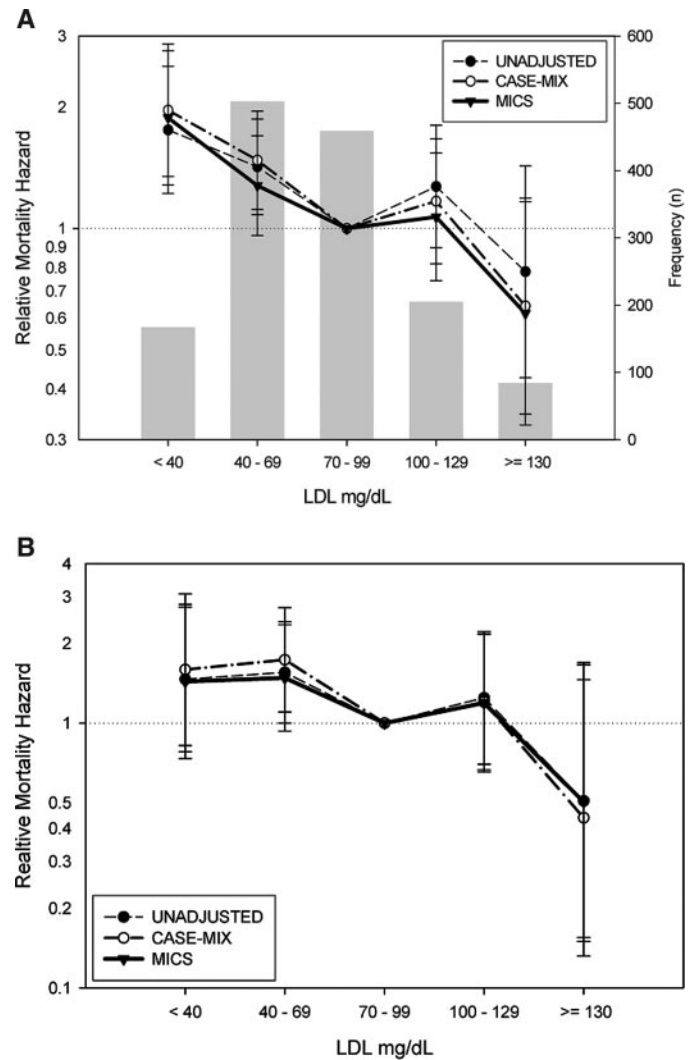 A
3
2
1
0.9
0.8
0.7
0.6
0.5
0.4
0.3
Relative Mortality Hazard
600
500
400
300
200
100
0
Frequency (n)
UNADJUSTED
CASE-MIX
MICS
< 40
40 - 69
70 - 99
100 - 129
>= 130
LDL mg/dL
B
4
3
2
1
0.5
0.4
0.3
0.2
0.1
Realtive Mortality Hazard
UNADJUSTED
CASE-MIX
MICS
< 40
40 - 69
70 - 99
100 - 129
>= 130
LDL mg/dL